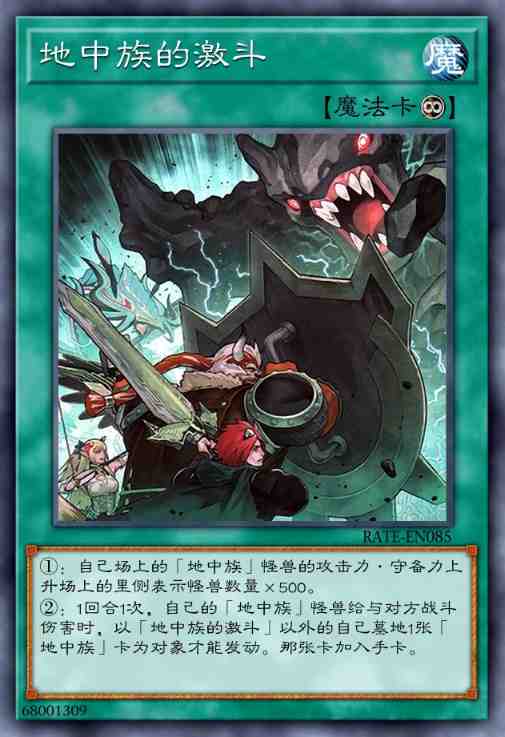 地中族的激斗
魔
【魔法卡】
RATE-EN085
①：自己场上的「地中族」怪兽的攻击力·守备力上
升场上的里侧表示怪兽数量×500。
②：1回合1次，自己的「地中族」怪兽给与对方战斗
伤害时，以「地中族的激斗」以外的自己墓地1张「
地中族」卡为对象才能发动。那张卡加入手卡。
68001309